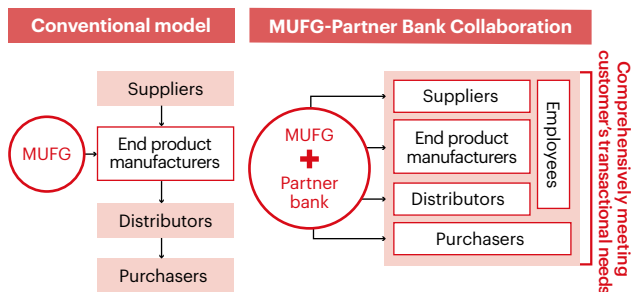 Conventional model
MUFG-Partner Bank Collaboration
Suppliers
MUFG
End product
manufacturers
Distributors
Purchasers
MUFG
+
Partner
bank
Suppliers
End product
manufacturers
Distributors
Purchasers
Employees
Comprehensively meeting
customer's transactional needs